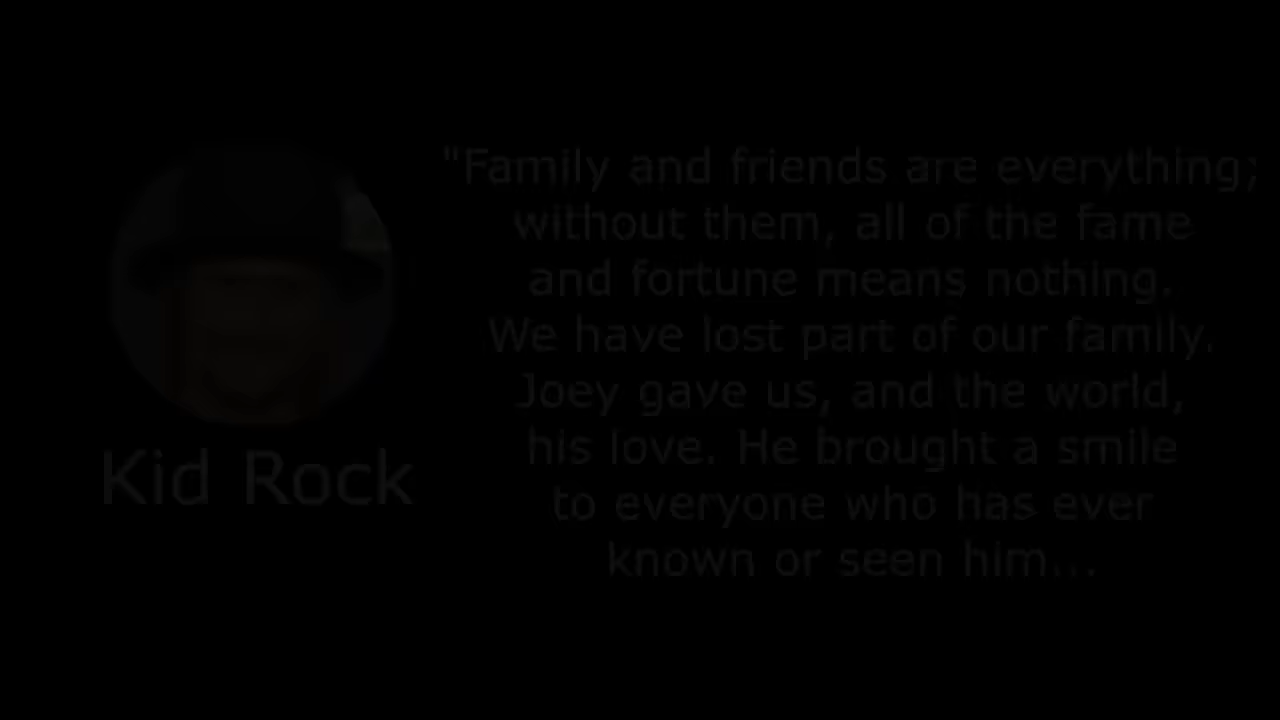 "Family and friends are everything;
without them, all of the fame
and fortune means nothing.
We have lost part of our family.
Joey gave us, and the world,
his love. He brought a smile
to everyone who has ever
known or seen him...
Kid Rock